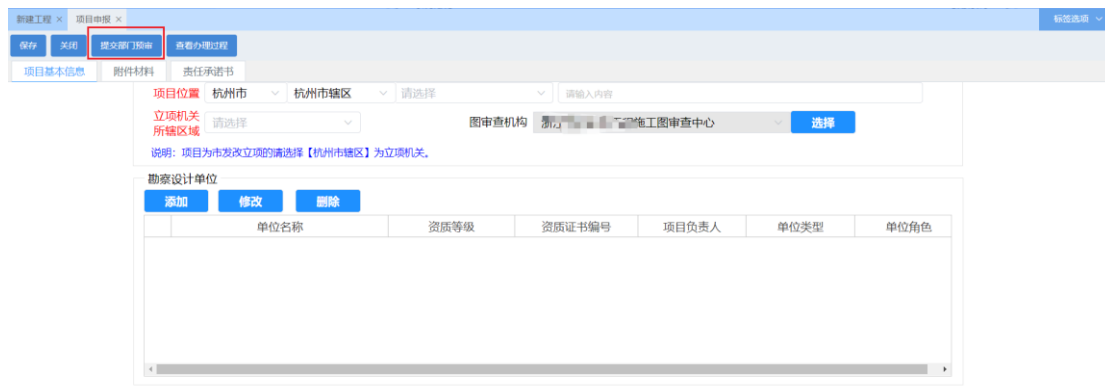 新建工程 × 项目申报 × 标签选项
保存 关闭 提交部门预审 查看办理过程
项目基本信息 附件材料 责任承诺书
项目位置 杭州市 杭州市辖区 请选择 请输入内容
立项机关所辖区域 请选择 图审查机构 施工图审查中心 选择
说明：项目为市发改立项的请选择【杭州市辖区】为立项机关。
勘察设计单位
添加 修改 删除
单位名称 资质等级 资质证书编号 项目负责人 单位类型 单位角色